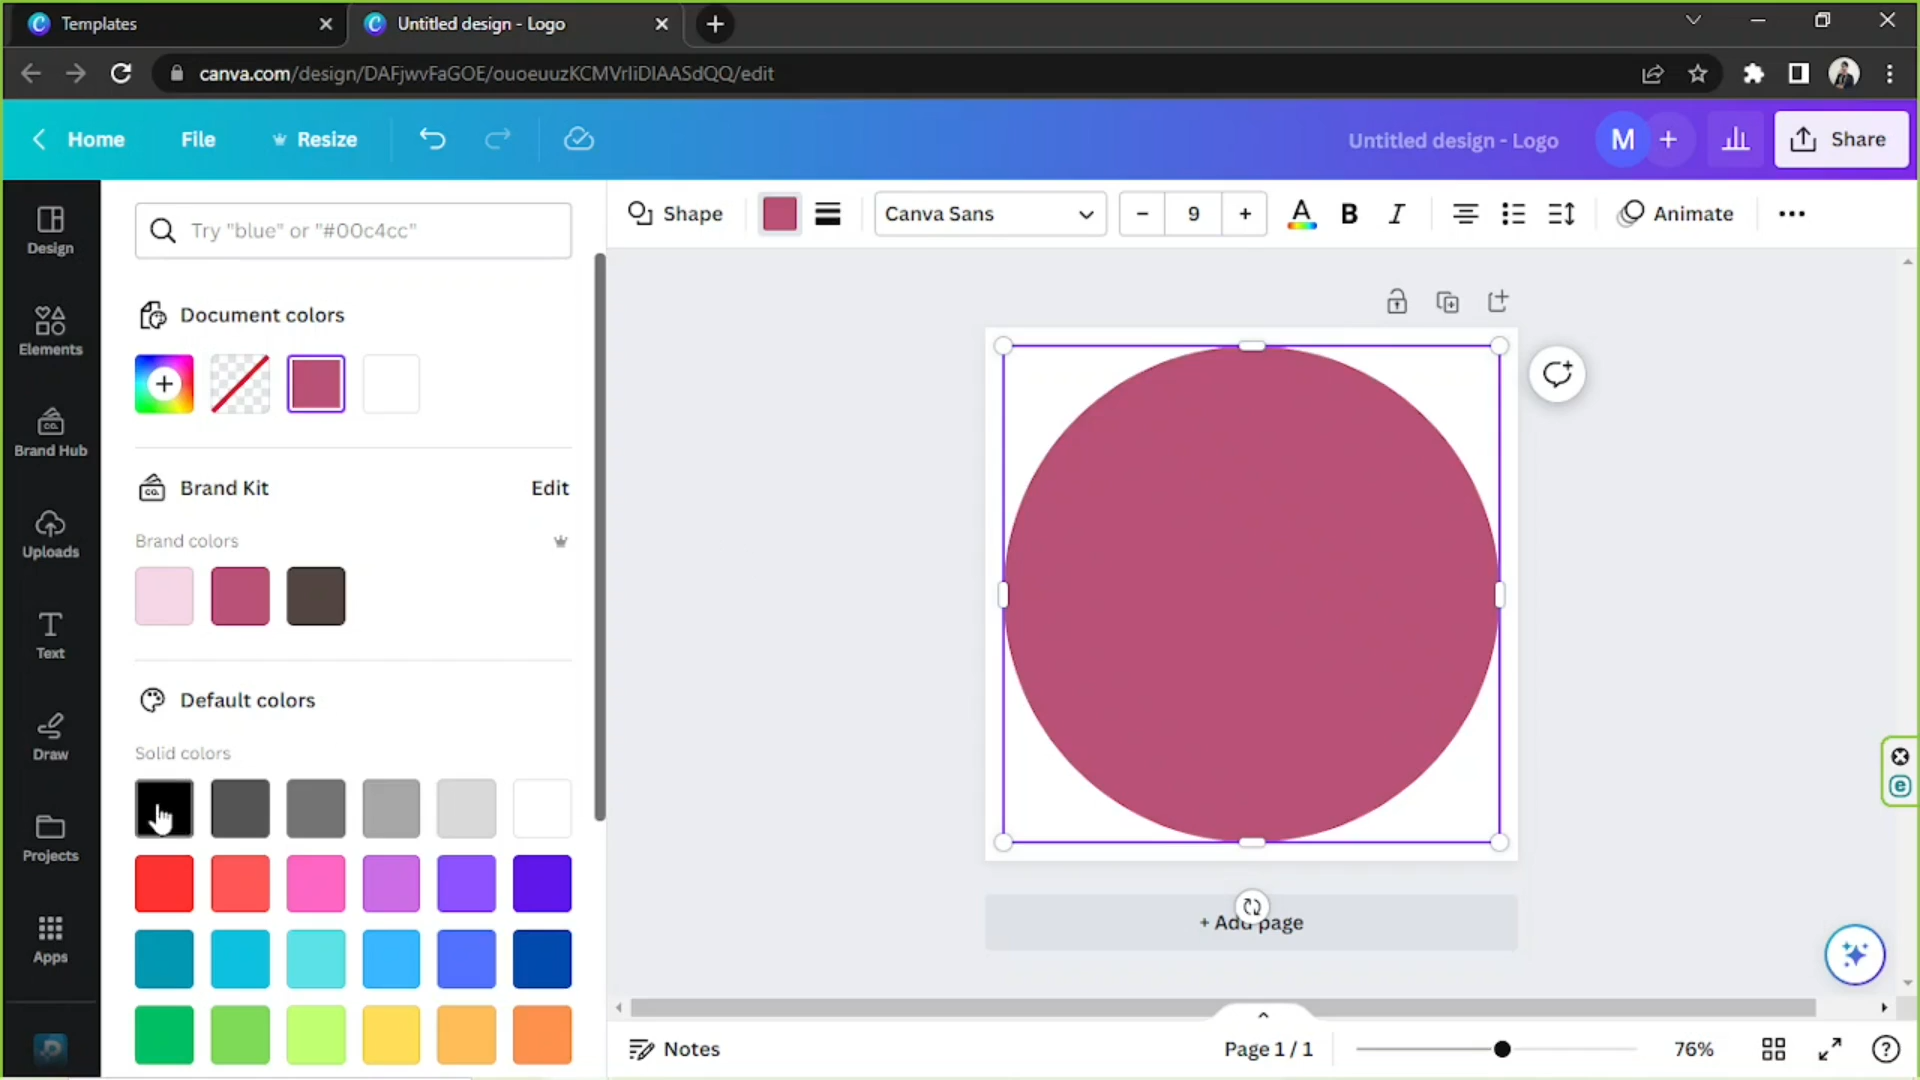 Templates
Untitled design - Logo
canva.com/design/DAFjwvFaGOE/ouoeuuzKCMVrliDIAASdQQ/edit
Home
File
Resize
Untitled design - Logo
M
Share
Design
Elements
Brand Hub
Uploads
Text
Draw
Projects
Apps
Try "blue" or "#00c4cc"
Document colors
Brand Kit
Edit
Brand colors
Default colors
Solid colors
Shape
Canva Sans
9
A
B
I
Animate
+ Add page
Notes
Page 1 / 1
76%